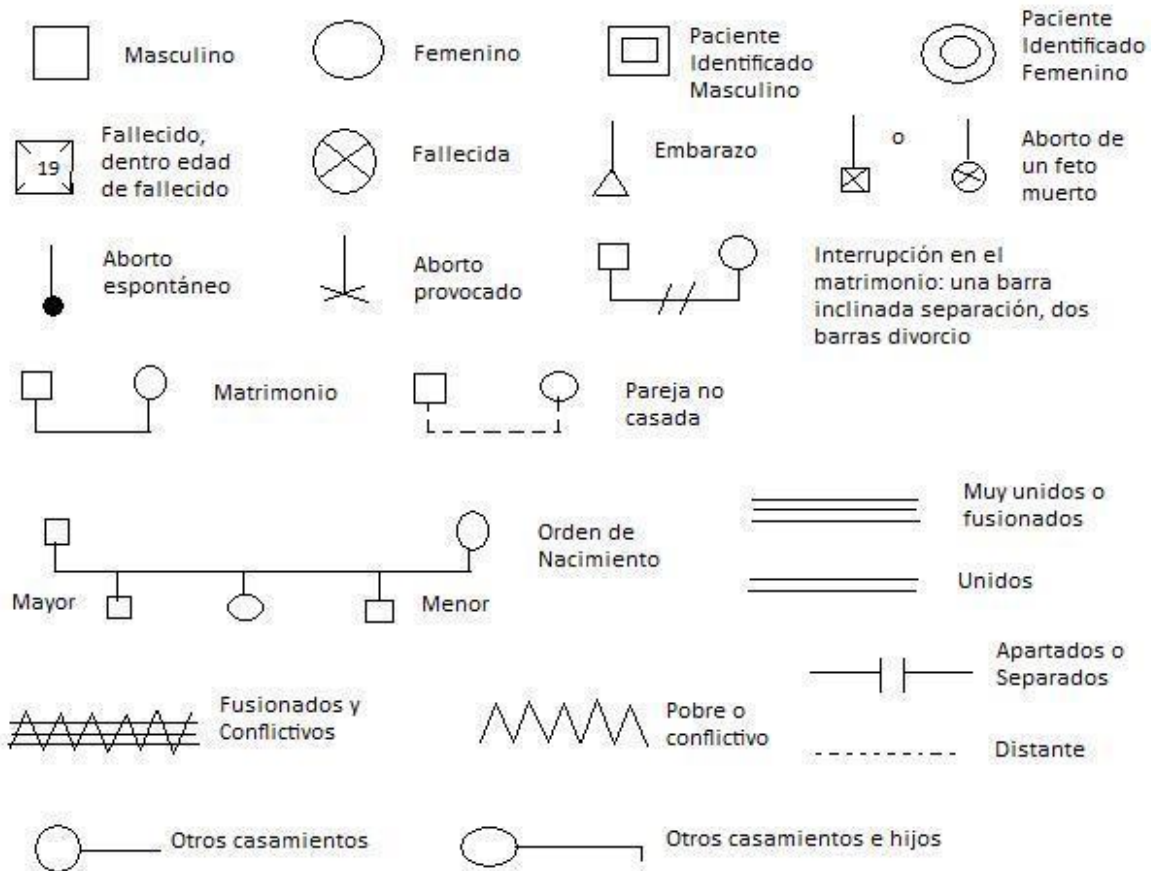 Masculino
Femenino
Paciente
Identificado
Masculino
Paciente
Identificado
Femenino
19
Fallecido,
dentro edad
de fallecido
Fallecida
Embarazo
o
Aborto de
un feto
muerto
Aborto
espontáneo
Aborto
provocado
Interrupción en el
matrimonio: una barra
inclinada separación, dos
barras divorcio
Matrimonio
Pareja no
casada
Mayor
Menor
Orden de
Nacimiento
Muy unidos o
fusionados
Unidos
Apartados o
Separados
Fusionados y
Conflictivos
Pobre o
conflictivo
Distante
Otros casamientos
Otros casamientos e hijos